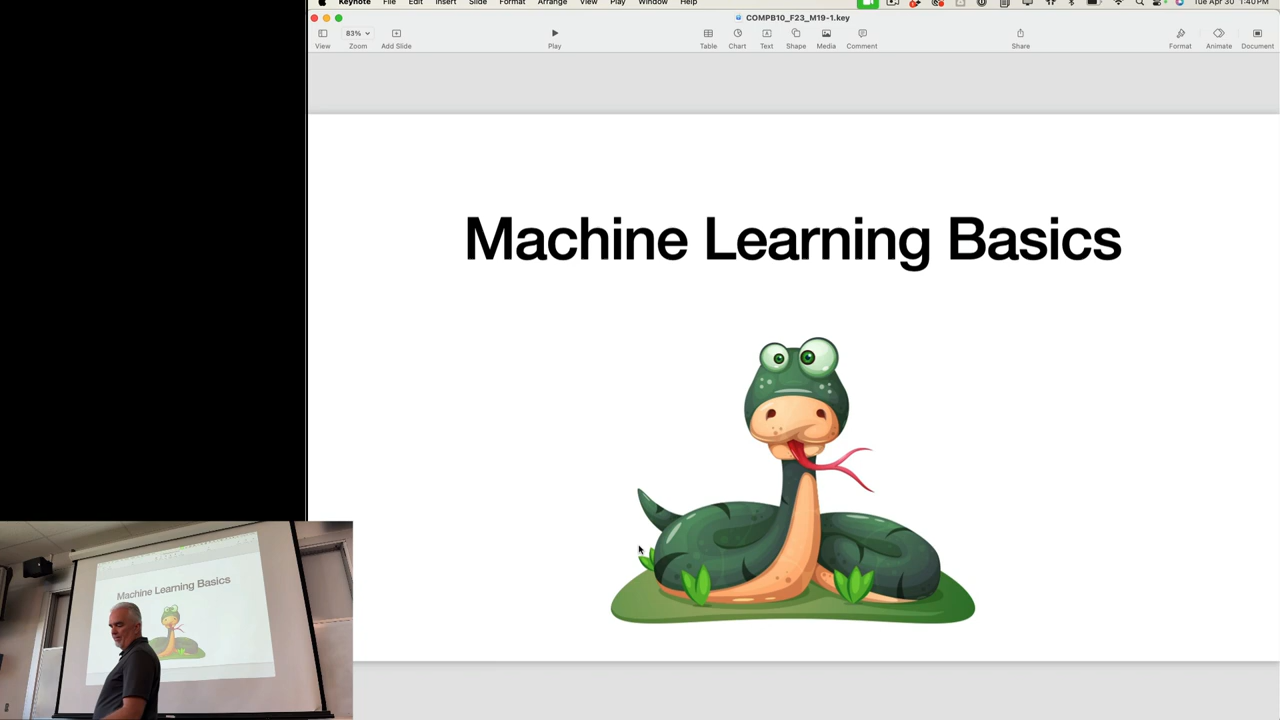 Keynote File Edit Insert Slide Format Arrange View Play Window Help Tue Apr 30 1:40 PM
COMPB10_F23_M19-1.key
83%
View Zoom Add Slide Play Table Chart Text Shape Media Comment Share Format Animate Document
Machine Learning Basics
Machine Learning Basics